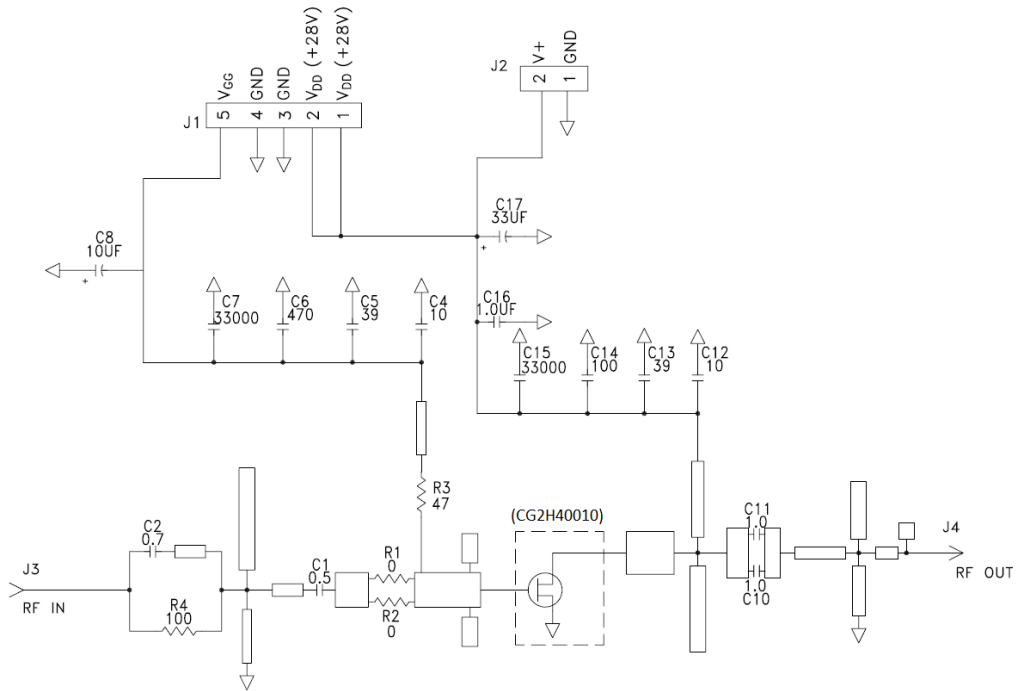 J1
5 VGG
4 GND
3 GND
2 VDD (+28V)
1 VDD (+28V)
J2
2 V+
1 GND
C17
33UF
+
C8
10UF
+
C7
33000
C6
470
C5
39
C4
10
C16
1.0UF
C15
33000
C14
100
C13
39
C12
10
R3
47
(CG2H40010)
C2
0.7
R4
100
J3
RF IN
C1
0.5
R1
0
R2
0
C11
1.0
1.0
C10
J4
RF OUT